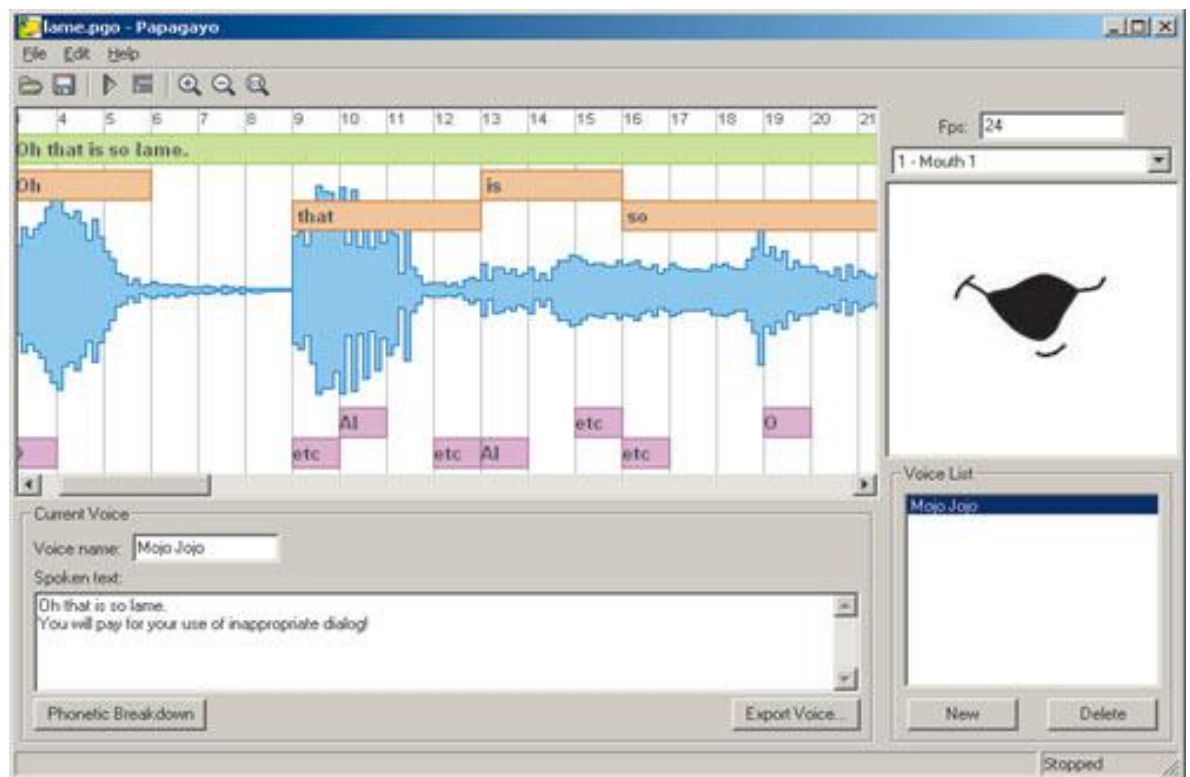 lame.pgo - Papagayo
File Edit Help
4 5 6 7 8 9 10 11 12 13 14 15 16 17 18 19 20 21
Fps: 24
Oh that is so lame.
1 - Mouth 1
Oh is
that so
AI etc O
etc etc AI etc
Voice List
Mojo Jojo
Current Voice
Voice name: Mojo Jojo
Spoken text:
Oh that is so lame.
You will pay for your use of inappropriate dialog!
Phonetic Breakdown Export Voice... New Delete
Stopped